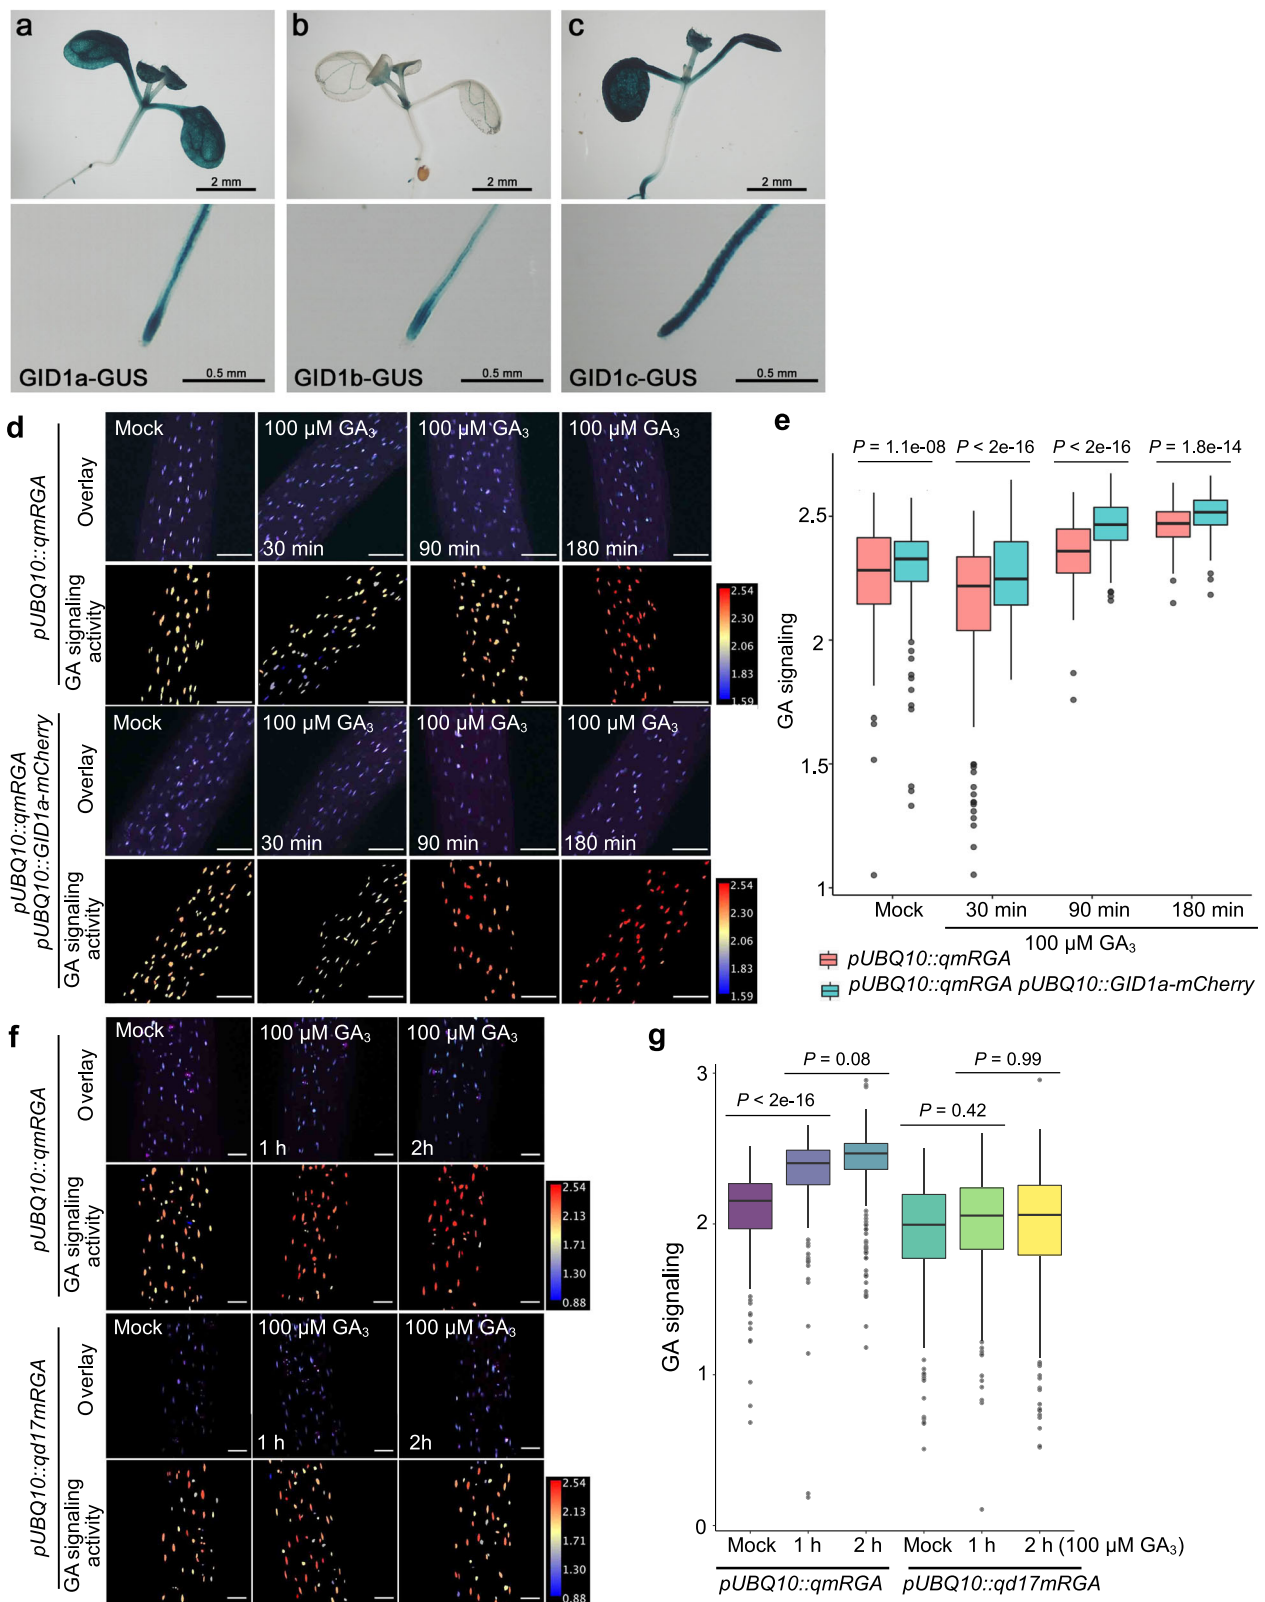 a
b
c
2 mm
2 mm
2 mm
GID1a-GUS
0.5 mm
GID1b-GUS
0.5 mm
GID1c-GUS
0.5 mm
d
pUBQ10::qmRGA
Overlay
Mock
100 µM GA3
30 min
100 µM GA3
90 min
100 µM GA3
180 min
GA signaling
activity
2.54
2.30
2.06
1.83
1.59
pUBQ10::qmRGA
pUBQ10::GID1a-mCherry
Overlay
Mock
100 µM GA3
30 min
100 µM GA3
90 min
100 µM GA3
180 min
GA signaling
activity
2.54
2.30
2.06
1.83
1.59
e
P = 1.1e-08
P < 2e-16
P < 2e-16
P = 1.8e-14
GA signaling
2.5
2
1.5
1
Mock
30 min
90 min
180 min
100 µM GA3
pUBQ10::qmRGA
pUBQ10::qmRGA pUBQ10::GID1a-mCherry
f
pUBQ10::qmRGA
Overlay
Mock
100 µM GA3
1 h
100 µM GA3
2h
GA signaling
activity
2.54
2.13
1.71
1.30
0.88
pUBQ10::qd17mRGA
Overlay
Mock
100 µM GA3
1 h
100 µM GA3
2h
GA signaling
activity
2.54
2.13
1.71
1.30
0.88
g
P = 0.08
P = 0.99
P < 2e-16
P = 0.42
GA signaling
3
2
1
0
Mock
1 h
2 h
Mock
1 h
2 h (100 µM GA3)
pUBQ10::qmRGA
pUBQ10::qd17mRGA